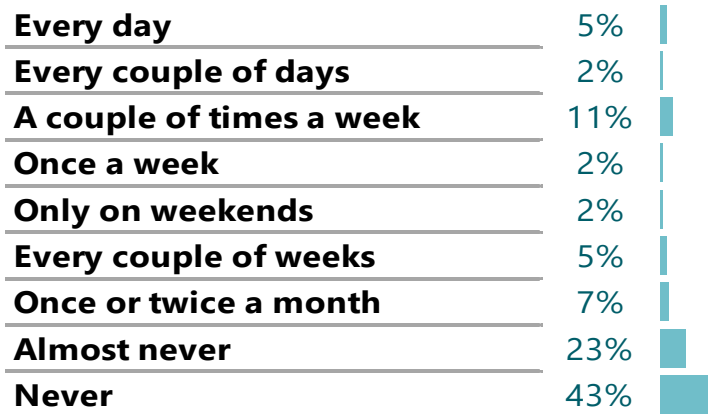 Every day 5%
Every couple of days 2%
A couple of times a week 11%
Once a week 2%
Only on weekends 2%
Every couple of weeks 5%
Once or twice a month 7%
Almost never 23%
Never 43%